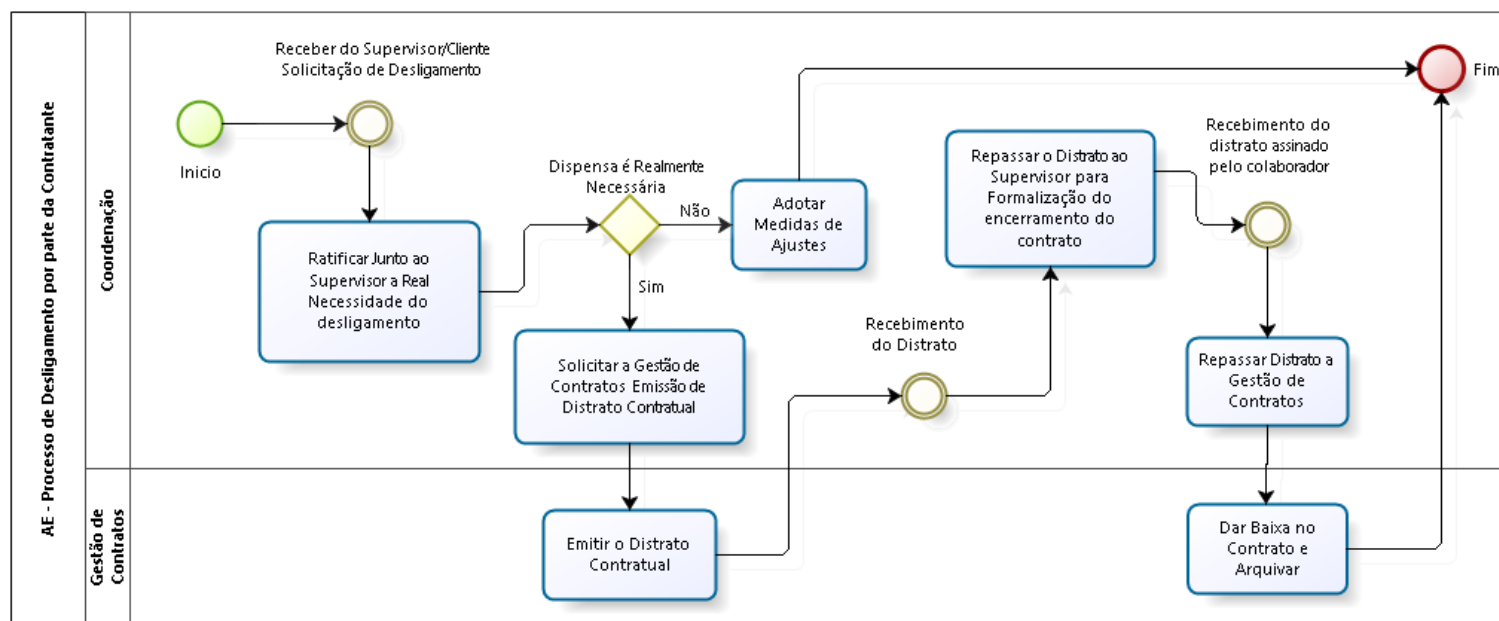 AE - Processo de Desligamento por parte da Contratante
Coordenação
Receber do Supervisor/Cliente
Solicitação de Desligamento
Inicio
Ratificar Junto ao
Supervisor a Real
Necessidade do
desligamento
Dispensa é Realmente
Necessária
Não
Sim
Adotar
Medidas de
Ajustes
Solicitar a Gestão de
Contratos Emissão de
Distrato Contratual
Recebimento
do Distrato
Repassar o Distrato ao
Supervisor para
Formalização do
encerramento do
contrato
Recebimento do
distrato assinado
pelo colaborador
Repassar Distrato a
Gestão de
Contratos
Fim
Gestão de
Contratos
Emitir o Distrato
Contratual
Dar Baixa no
Contrato e
Arquivar